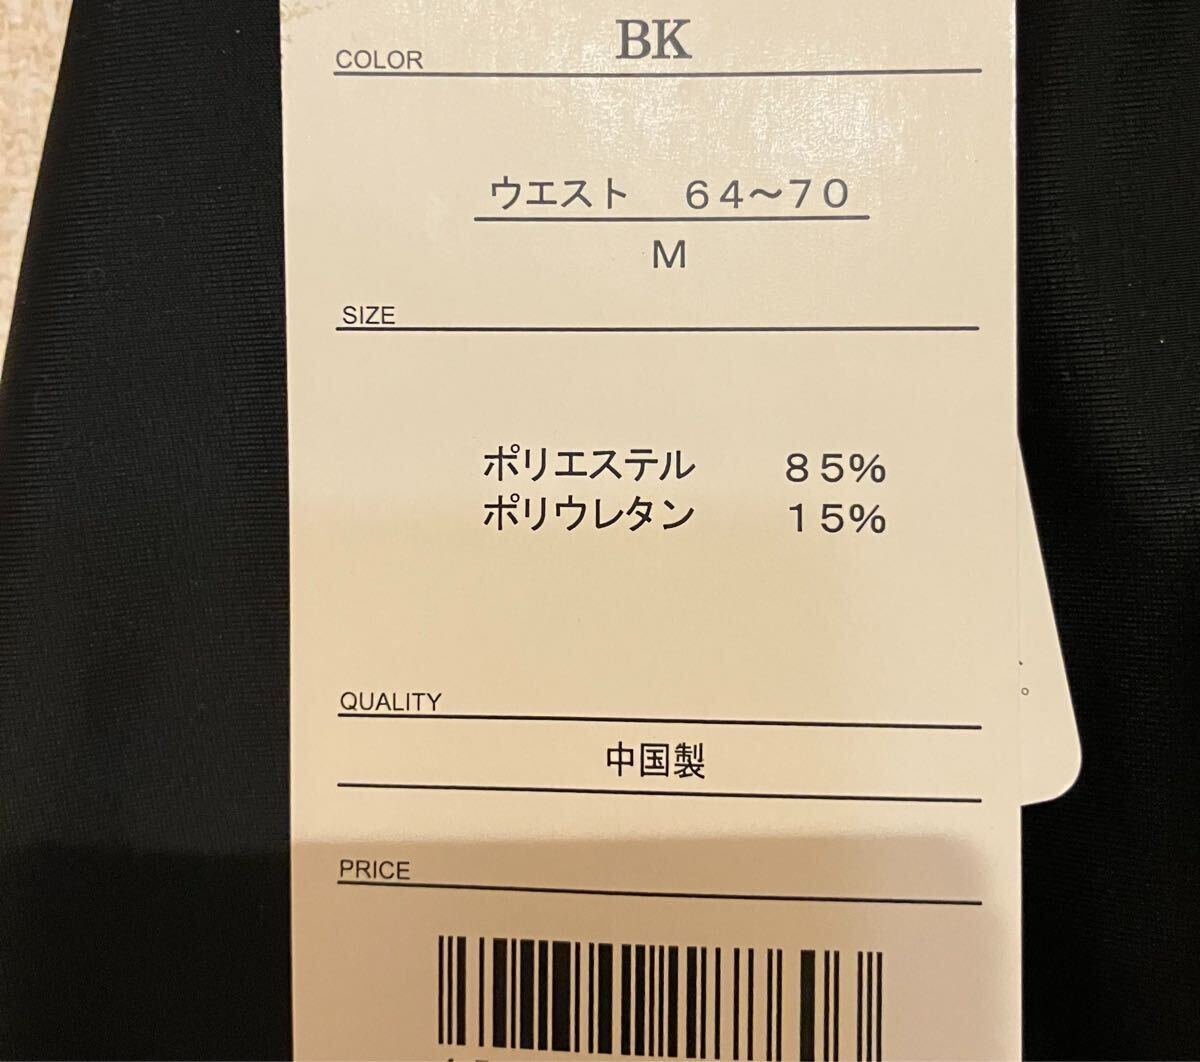 BK
COLOR
ウエスト ６４～７０
M
SIZE
ポリエステル ８５％
ポリウレタン １５％
QUALITY
中国製
PRICE